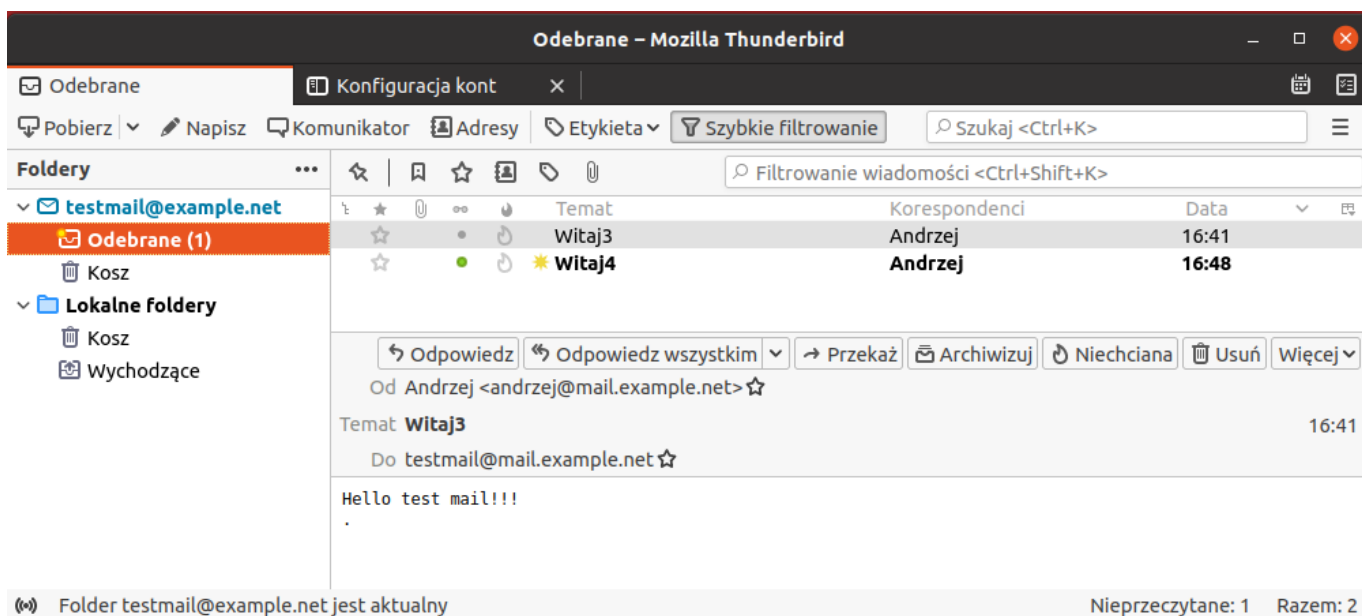 Odebrane – Mozilla Thunderbird
Odebrane Konfiguracja kont
Pobierz Napisz Komunikator Adresy Etykieta Szybkie filtrowanie Szukaj <Ctrl+K>
Foldery Filtrowanie wiadomości <Ctrl+Shift+K>
testmail@example.net Temat Korespondenci Data
Odebrane (1) Witaj3 Andrzej 16:41
Kosz Witaj4 Andrzej 16:48
Lokalne foldery
Kosz
Wychodzące
Odpowiedz Odpowiedz wszystkim Przekaż Archiwizuj Niechciana Usuń Więcej
Od Andrzej <andrzej@mail.example.net>
Temat Witaj3 16:41
Do testmail@mail.example.net
Hello test mail!!!
.
Folder testmail@example.net jest aktualny Nieprzeczytane: 1 Razem: 2